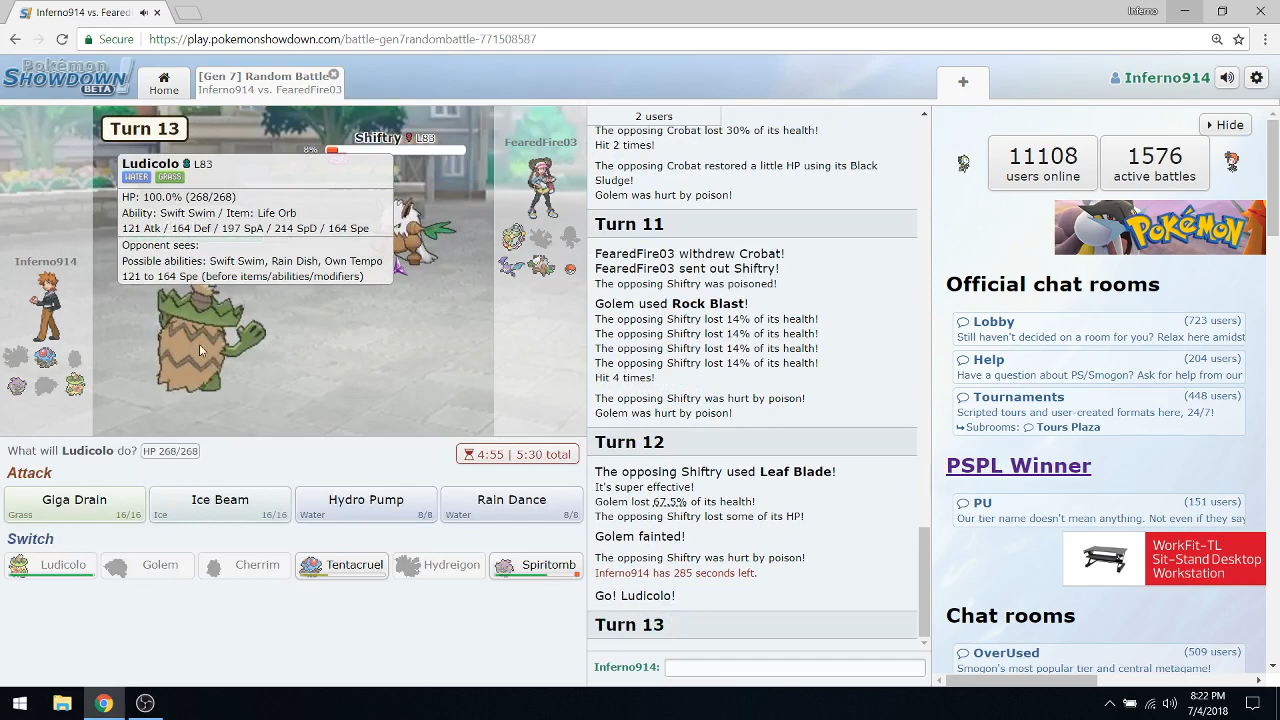 Inferno914 vs. Feared
Inferno
Secure
https://play.pokemonshowdown.com/battle-gen7randombattle-771508587
Pokémon
SHOWDOWN!
BETA
Home
[Gen 7] Random Battle
Inferno914 vs. FearedFire03
+
Inferno914
Turn 13
Shiftry L83
8%
Ludicolo L83
WATER GRASS
HP: 100.0% (268/268)
Ability: Swift Swim / Item: Life Orb
121 Atk / 164 Def / 197 SpA / 214 SpD / 164 Spe
Opponent sees:
Possible abilities: Swift Swim, Rain Dish, Own Tempo
121 to 164 Spe (before items/abilities/modifiers)
Inferno914
FearedFire03
What will Ludicolo do? HP 268/268
4:55 | 5:30 total
Attack
Giga Drain
Grass 16/16
Ice Beam
Ice 16/16
Hydro Pump
Water 8/8
Rain Dance
Water 8/8
Switch
Ludicolo
Golem
Cherrim
Tentacruel
Hydreigon
Spiritomb
2 users
The opposing Crobat lost 30% of its health!
Hit 2 times!
The opposing Crobat restored a little HP using its Black
Sludge!
Golem was hurt by poison!
Turn 11
FearedFire03 withdrew Crobat!
FearedFire03 sent out Shiftry!
The opposing Shiftry was poisoned!
Golem used Rock Blast!
The opposing Shiftry lost 14% of its health!
The opposing Shiftry lost 14% of its health!
The opposing Shiftry lost 14% of its health!
The opposing Shiftry lost 14% of its health!
Hit 4 times!
The opposing Shiftry was hurt by poison!
Golem was hurt by poison!
Turn 12
The opposing Shiftry used Leaf Blade!
It's super effective!
Golem lost 67.5% of its health!
The opposing Shiftry lost some of its HP!
Golem fainted!
The opposing Shiftry was hurt by poison!
Inferno914 has 285 seconds left.
Go! Ludicolo!
Turn 13
Inferno914:
Hide
11108
users online
1576
active battles
Pokémon
Official chat rooms
Lobby (723 users)
Still haven't decided on a room for you? Relax here amidst
Help (204 users)
Have a question about PS/Smogon? Ask for help from our
Tournaments (448 users)
Scripted tours and user-created formats here, 24/7!
Subrooms: Tours Plaza
PSPL Winner
PU (151 users)
Our tier name doesn't mean anything. Not even if they say
WorkFit-TL
Sit-Stand Desktop
Workstation
Chat rooms
OverUsed (509 users)
Smogon's most popular tier and central metagame!
8:22 PM
7/4/2018